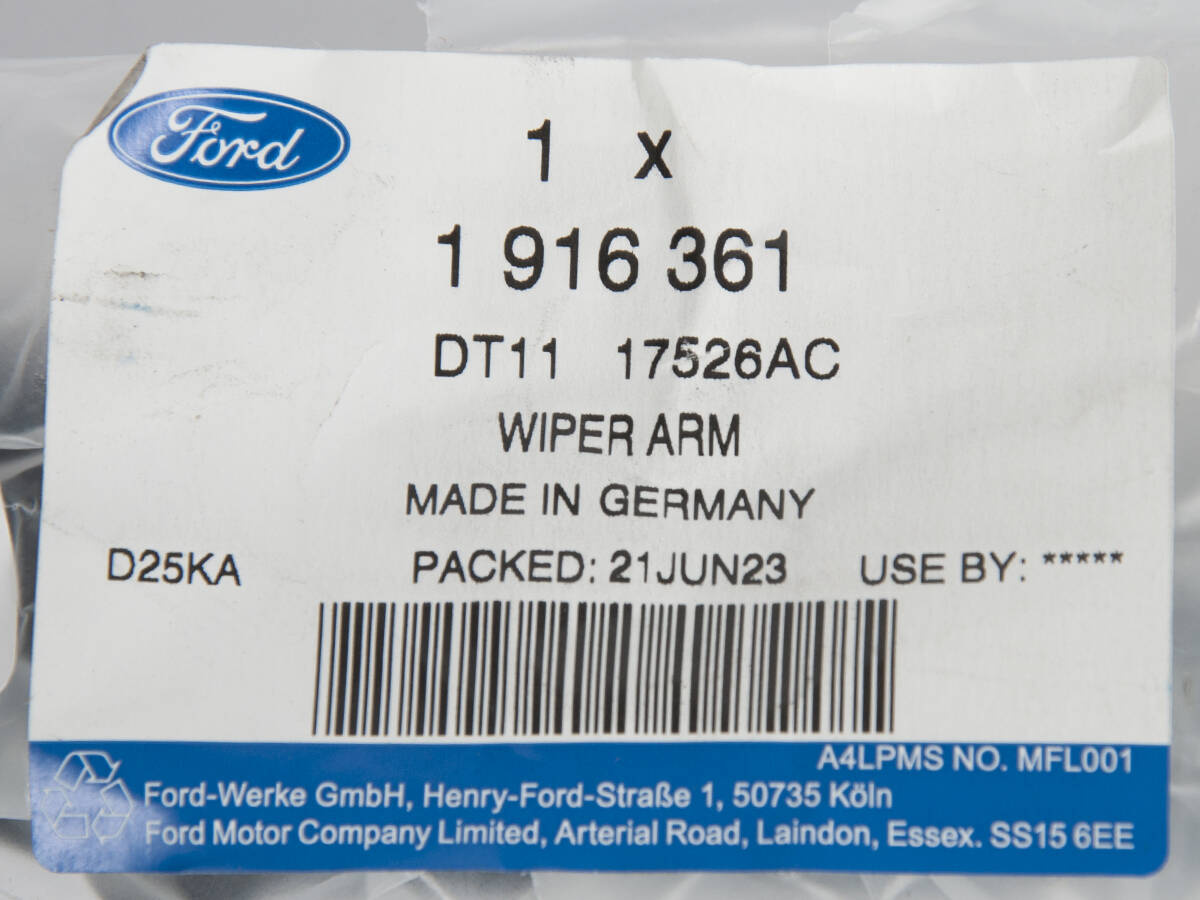 Ford
1 x
1 916 361
DT11 17526AC
WIPER ARM
MADE IN GERMANY
D25KA PACKED: 21JUN23 USE BY: *****
A4LPMS NO. MFL001
Ford-Werke GmbH, Henry-Ford-Straße 1, 50735 Köln
Ford Motor Company Limited, Arterial Road, Laindon, Essex. SS15 6EE